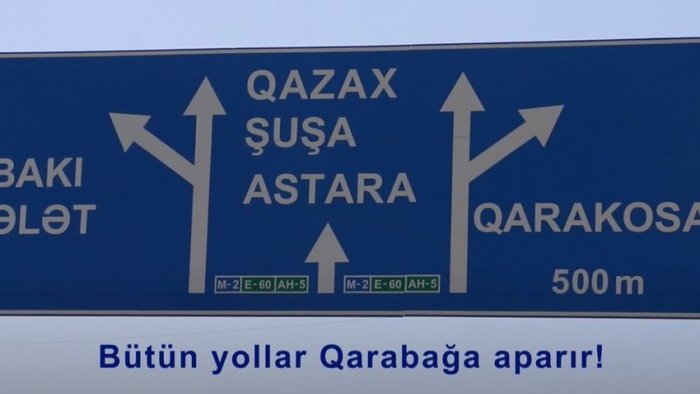 QAZAX
ŞUŞA
ASTARA
BAKI
ƏLƏT
QARAKOSA
500 m
M-2 E-60 AH-5
M-2 E-60 AH-5
Bütün yollar Qarabağa aparır!